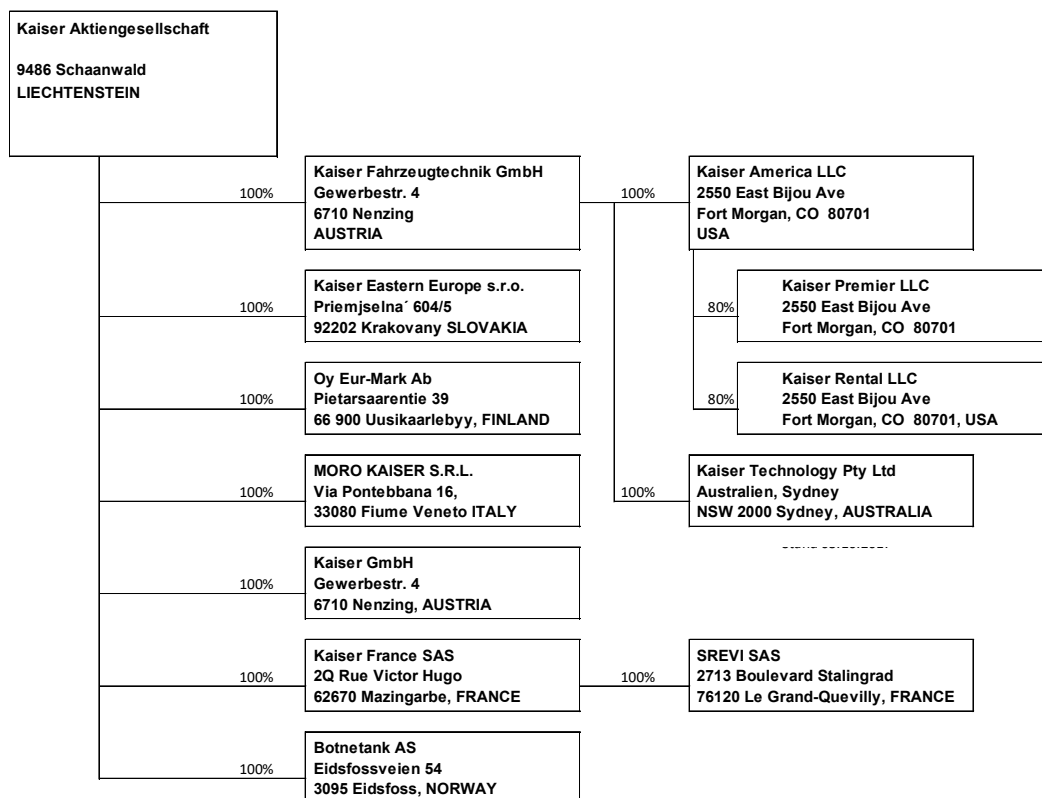 Kaiser Aktiengesellschaft
9486 Schaanwald
LIECHTENSTEIN
100%
Kaiser Fahrzeugtechnik GmbH
Gewerbestr. 4
6710 Nenzing
AUSTRIA
100%
Kaiser America LLC
2550 East Bijou Ave
Fort Morgan, CO 80701
USA
100%
Kaiser Eastern Europe s.r.o.
Priemjselna´ 604/5
92202 Krakovany SLOVAKIA
80%
Kaiser Premier LLC
2550 East Bijou Ave
Fort Morgan, CO 80701
100%
Oy Eur-Mark Ab
Pietarsaarentie 39
66 900 Uusikaarlebyy, FINLAND
80%
Kaiser Rental LLC
2550 East Bijou Ave
Fort Morgan, CO 80701, USA
100%
MORO KAISER S.R.L.
Via Pontebbana 16,
33080 Fiume Veneto ITALY
100%
Kaiser Technology Pty Ltd
Australien, Sydney
NSW 2000 Sydney, AUSTRALIA
100%
Kaiser GmbH
Gewerbestr. 4
6710 Nenzing, AUSTRIA
100%
Kaiser France SAS
2Q Rue Victor Hugo
62670 Mazingarbe, FRANCE
100%
SREVI SAS
2713 Boulevard Stalingrad
76120 Le Grand-Quevilly, FRANCE
100%
Botnetank AS
Eidsfossveien 54
3095 Eidsfoss, NORWAY